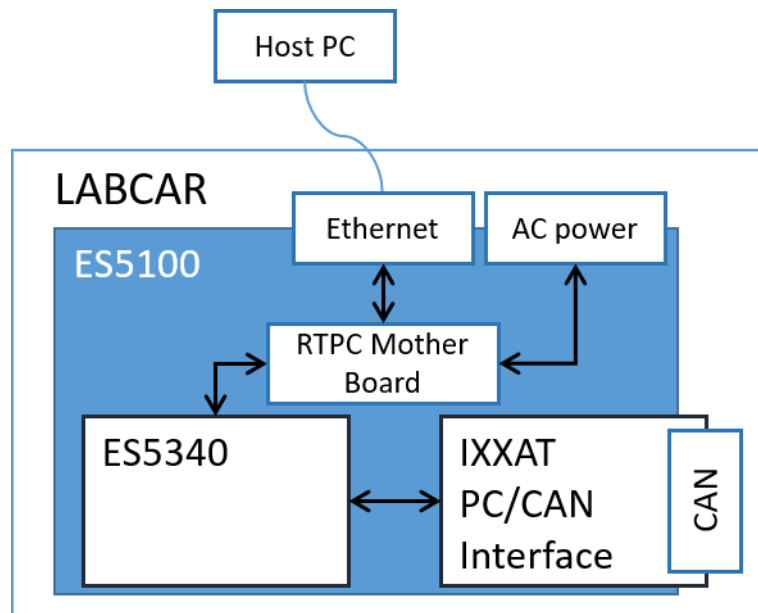 Host PC
LABCAR
Ethernet
AC power
ES5100
RTPC Mother
Board
ES5340
IXXAT
PC/CAN
Interface
CAN